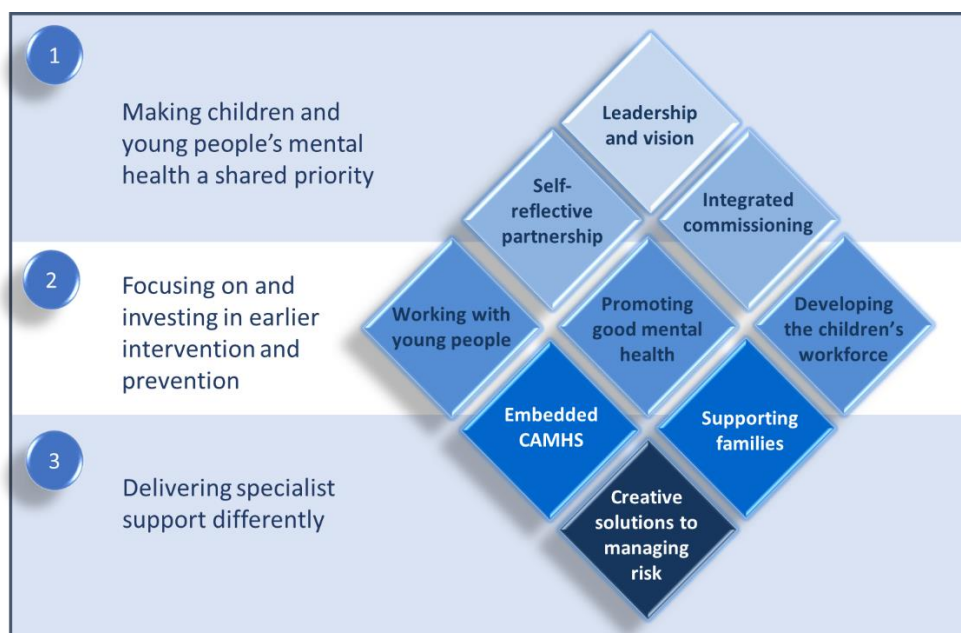 1
Making children and
young people's mental
health a shared priority
Leadership
and vision
Self-
reflective
partnership
Integrated
commissioning
2
Focusing on and
investing in earlier
intervention and
prevention
Working with
young people
Promoting
good mental
health
Developing
the children's
workforce
Embedded
CAMHS
Supporting
families
3
Delivering specialist
support differently
Creative
solutions to
managing
risk